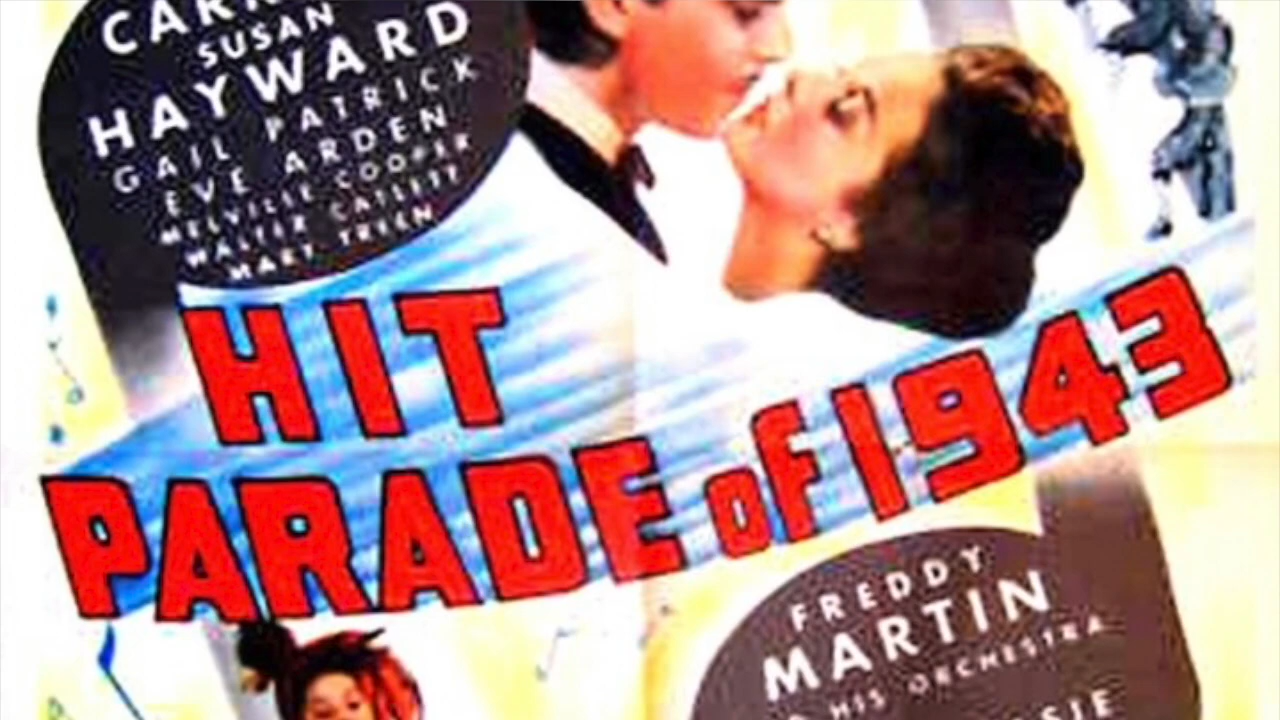 SUSAN
HAYWARD
GAIL PATRICK
EVE ARDEN
MELVILLE COOPER
WALTER CATLETT
MARY TREEN
HIT
PARADE OF 1943
FREDDY
MARTIN
HIS ORCHESTRA